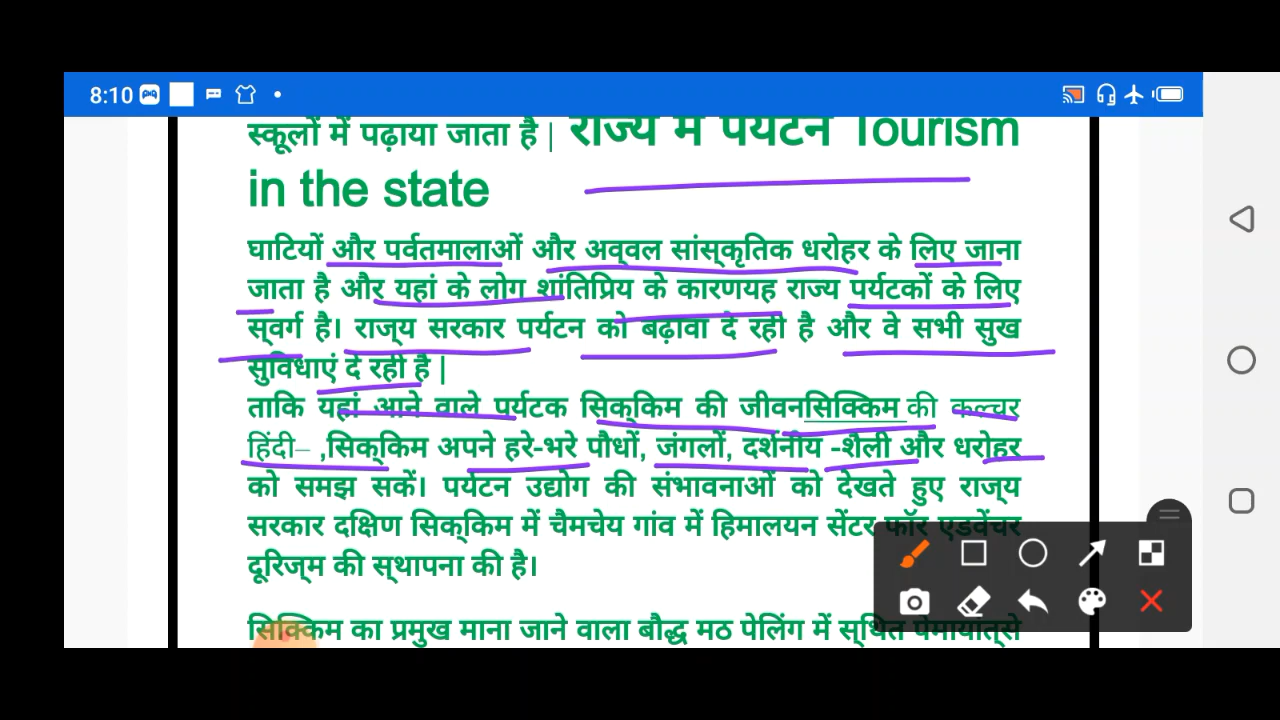 8:10
स्कूलों में पढ़ाया जाता है | राज्य म पर्यटन Tourism
in the state
घाटियों और पर्वतमालाओं और अव्वल सांस्कृतिक धरोहर के लिए जाना
जाता है और यहां के लोग शांतिप्रिय के कारणयह राज्य पर्यटकों के लिए
स्वर्ग है। राज्य सरकार पर्यटन को बढ़ावा दे रही है और वे सभी सुख
सुविधाएं दे रही है |
ताकि यहां आने वाले पर्यटक सिक्किम की जीवनसिक्किम की कल्चर
हिंदी– ,सिक्किम अपने हरे-भरे पौधों, जंगलों, दर्शनीय -शैली और धरोहर
को समझ सकें। पर्यटन उद्योग की संभावनाओं को देखते हुए राज्य
सरकार दक्षिण सिक्किम में चैमचेय गांव में हिमालयन सेंटर फॉर एडवेंचर
टूरिज्म की स्थापना की है।
सिक्किम का प्रमुख माना जाने वाला बौद्ध मठ पेलिंग में स्थित पेमायात्से